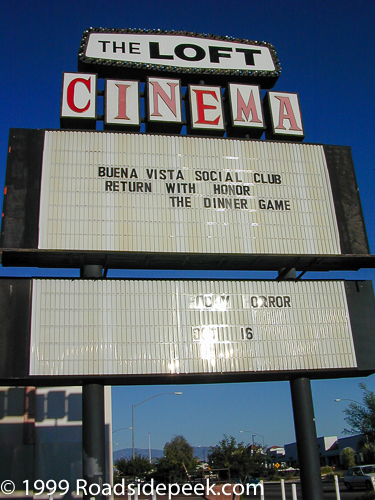 THE LOFT
CINEMA
BUENA VISTA SOCIAL CLUB
RETURN WITH HONOR
THE DINNER GAME
HORROR
16
© 1999 Roadsidepeek.com